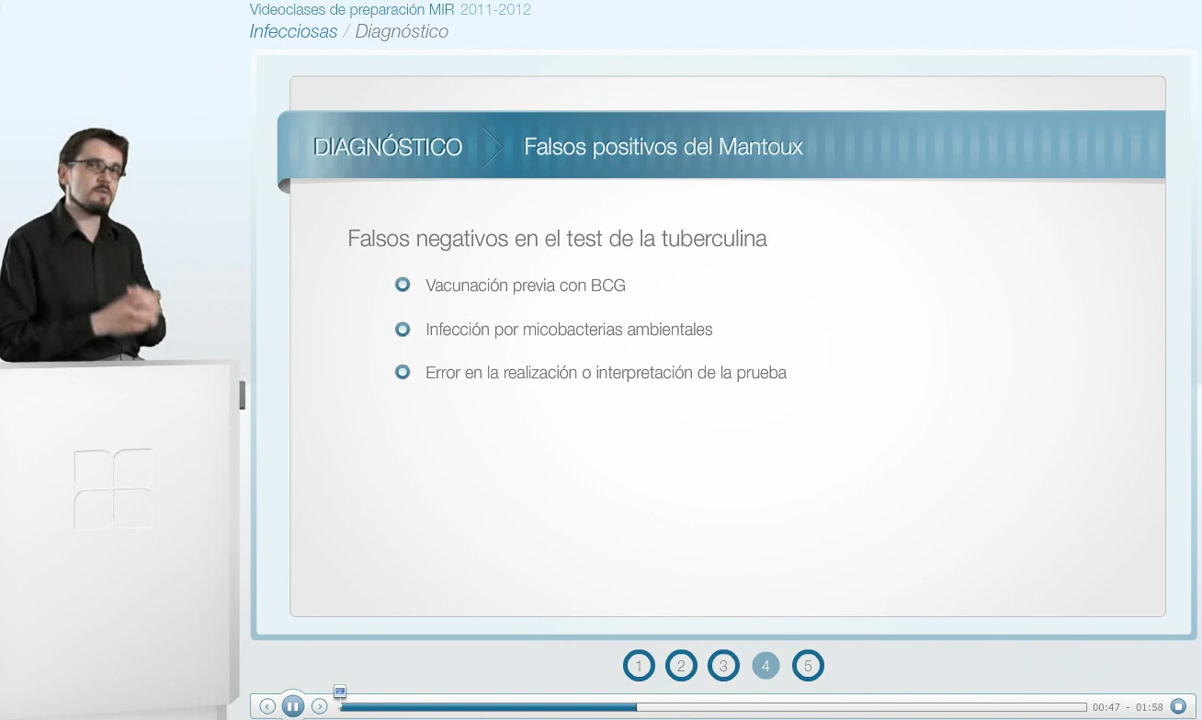 Videoclases de preparación MIR 2011-2012
Infecciosas / Diagnóstico
DIAGNÓSTICO Falsos positivos del Mantoux
Falsos negativos en el test de la tuberculina
Vacunación previa con BCG
Infección por micobacterias ambientales
Error en la realización o interpretación de la prueba
1 2 3 4 5
00:47 - 01:58